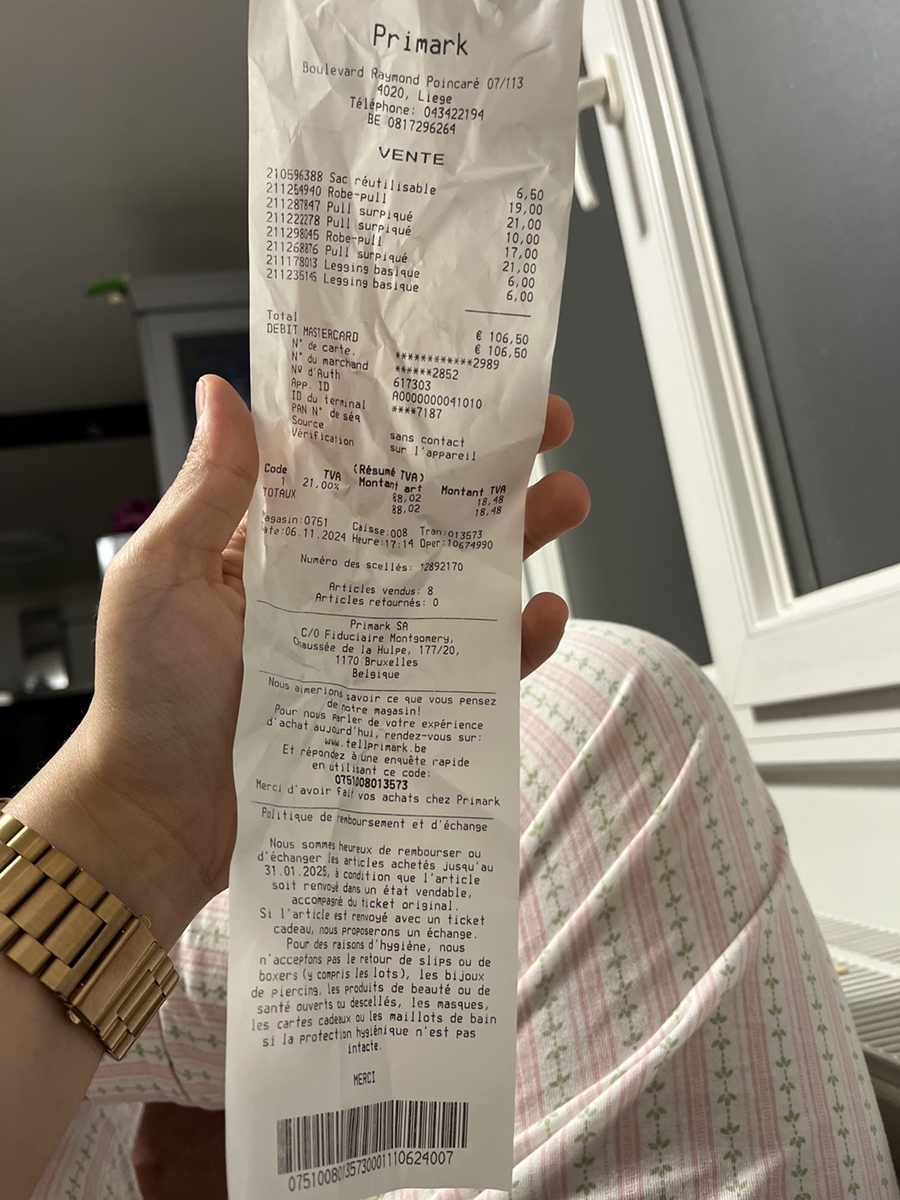 Primark
Boulevard Raymond Poincaré 07/113
4020, Liege
Téléphone: 043422194
BE 0817296264
VENTE
210596388 Sac réutilisable 6,50
211254940 Robe-pull 19,00
211287847 Pull surpiqué 21,00
211222278 Pull surpiqué 10,00
211298045 Robe-pull 17,00
211268876 Pull surpiqué 21,00
211178013 Legging basique 6,00
211235145 Legging basique 6,00
Total € 106,50
DEBIT MASTERCARD € 106,50
N° de carte. ************2989
N° du marchand ******2852
Nº d'Auth 617303
App. ID A0000000041010
ID du terminal ****7187
PAN N° de séq
Source sans contact
Vérification sur l'appareil
(Résumé TVA)
Code TVA Montant art Montant TVA
1 21,00% 88,02 18,48
TOTAUX 88,02 18,48
Magasin:0751 Caisse:008 Tran:013573
Date:06.11.2024 Heure:17:14 Oper:10674990
Numéro des scellés: 12892170
Articles vendus: 8
Articles retournés: 0
Primark SA
C/O Fiduciaire Montgomery,
Chaussée de la Hulpe, 177/20,
1170 Bruxelles
Belgique
Nous aimerions savoir ce que vous pensez
de notre magasin!
Pour nous parler de votre expérience
d'achat aujourd'hui, rendez-vous sur:
www.tellprimark.be
Et répondez à une enquête rapide
en utilisant ce code:
0751008013573
Merci d'avoir fait vos achats chez Primark
Politique de remboursement et d'échange
Nous sommes heureux de rembourser ou
d'échanger les articles achetés jusqu'au
31.01.2025, à condition que l'article
soit renvoyé dans un état vendable,
accompagné du ticket original.
Si l'article est renvoyé avec un ticket
cadeau, nous proposerons un échange.
Pour des raisons d'hygiène, nous
n'acceptons pas le retour de slips ou de
boxers (y compris les lots), les bijoux
de piercing, les produits de beauté ou de
santé ouverts ou descellés, les masques,
les cartes cadeaux ou les maillots de bain
si la protection hygiénique n'est pas
intacte.
MERCI
07510080135730001110624007